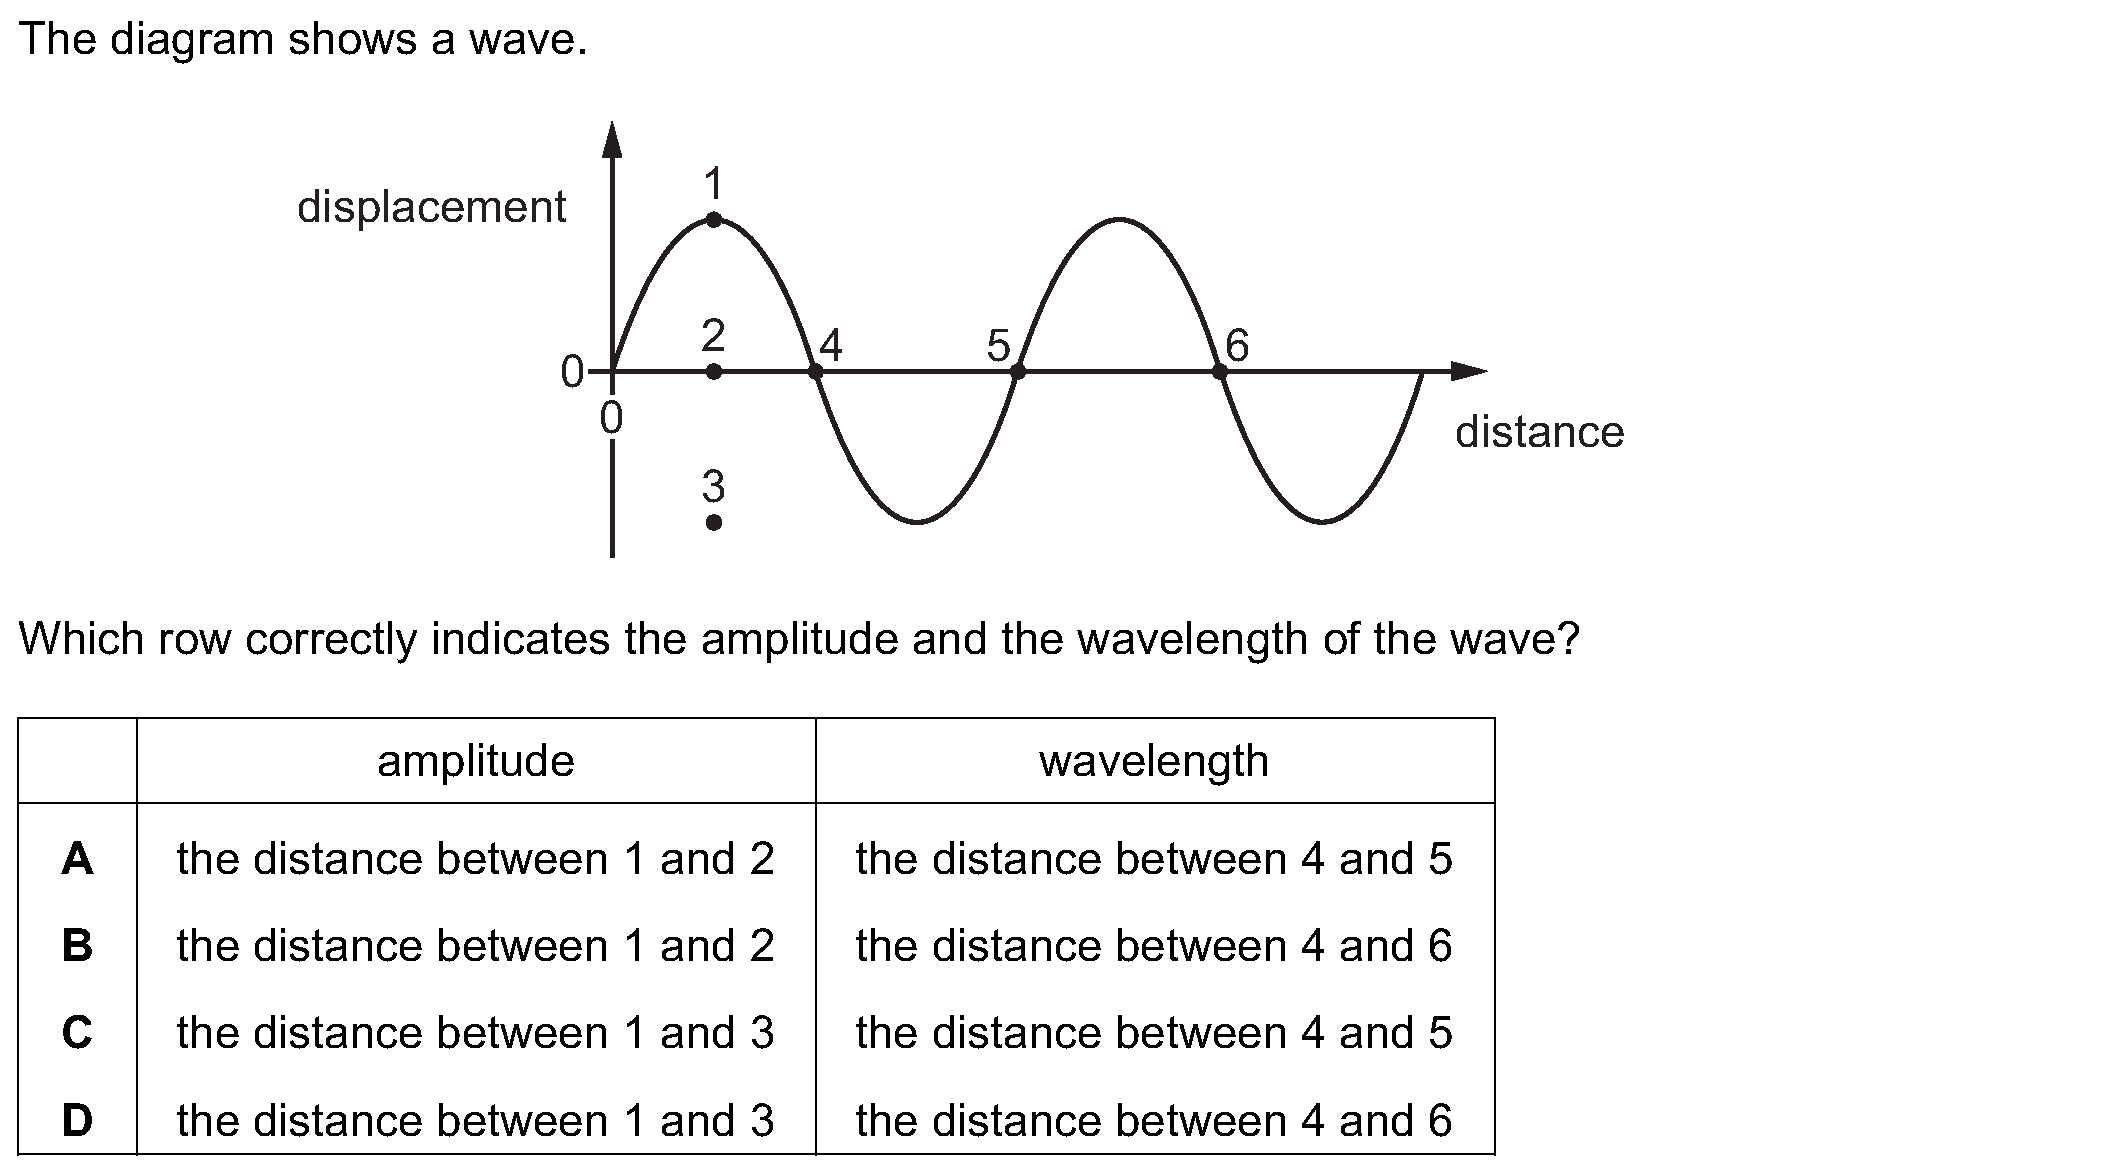 The diagram shows a wave.
1
displacement
2
4
5
6
0
0
distance
3
Which row correctly indicates the amplitude and the wavelength of the wave?
amplitude wavelength
A the distance between 1 and 2 the distance between 4 and 5
B the distance between 1 and 2 the distance between 4 and 6
C the distance between 1 and 3 the distance between 4 and 5
D the distance between 1 and 3 the distance between 4 and 6